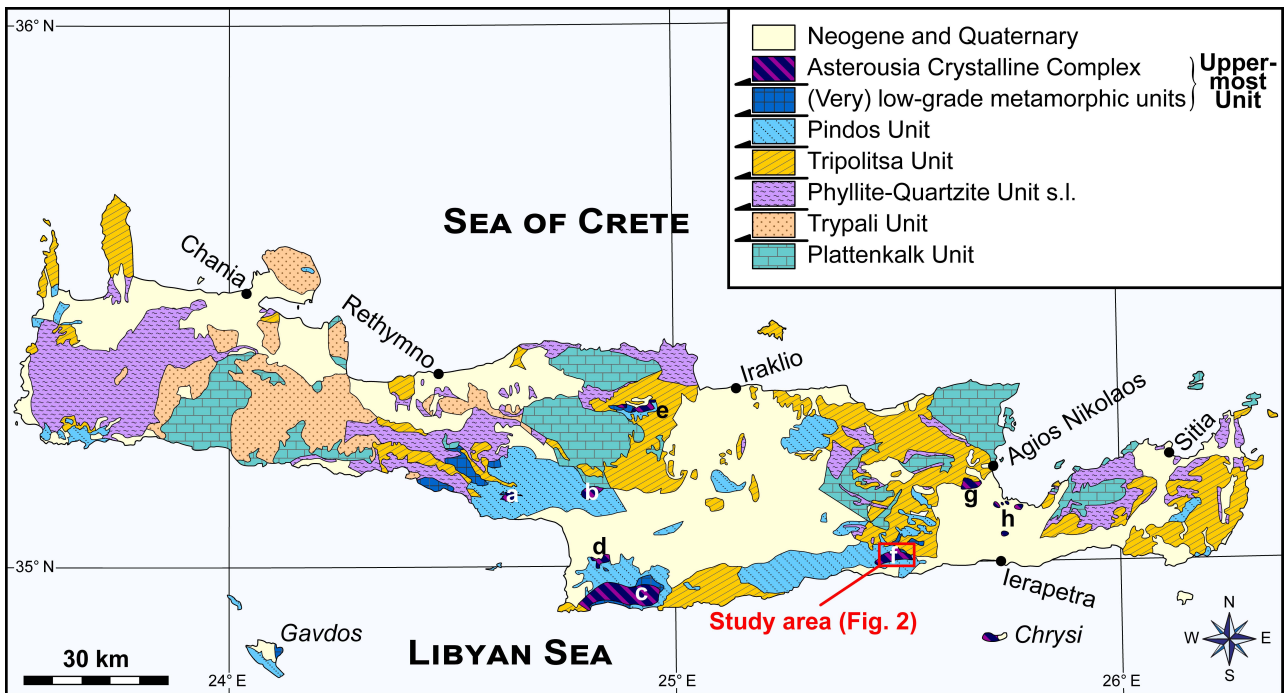 36° N
Neogene and Quaternary
Asterousia Crystalline Complex
(Very) low-grade metamorphic units
Upper-
most
Unit
Pindos Unit
Tripolitsa Unit
Phyllite-Quartzite Unit s.l.
Trypali Unit
Plattenkalk Unit
SEA OF CRETE
Chania
Rethymno
Iraklio
Agios Nikolaos
Sitia
e
a
b
g
h
d
f
c
35° N
Ierapetra
Study area (Fig. 2)
Gavdos
Chrysi
LIBYAN SEA
30 km
24° E
25° E
26 E
N
W
E
S